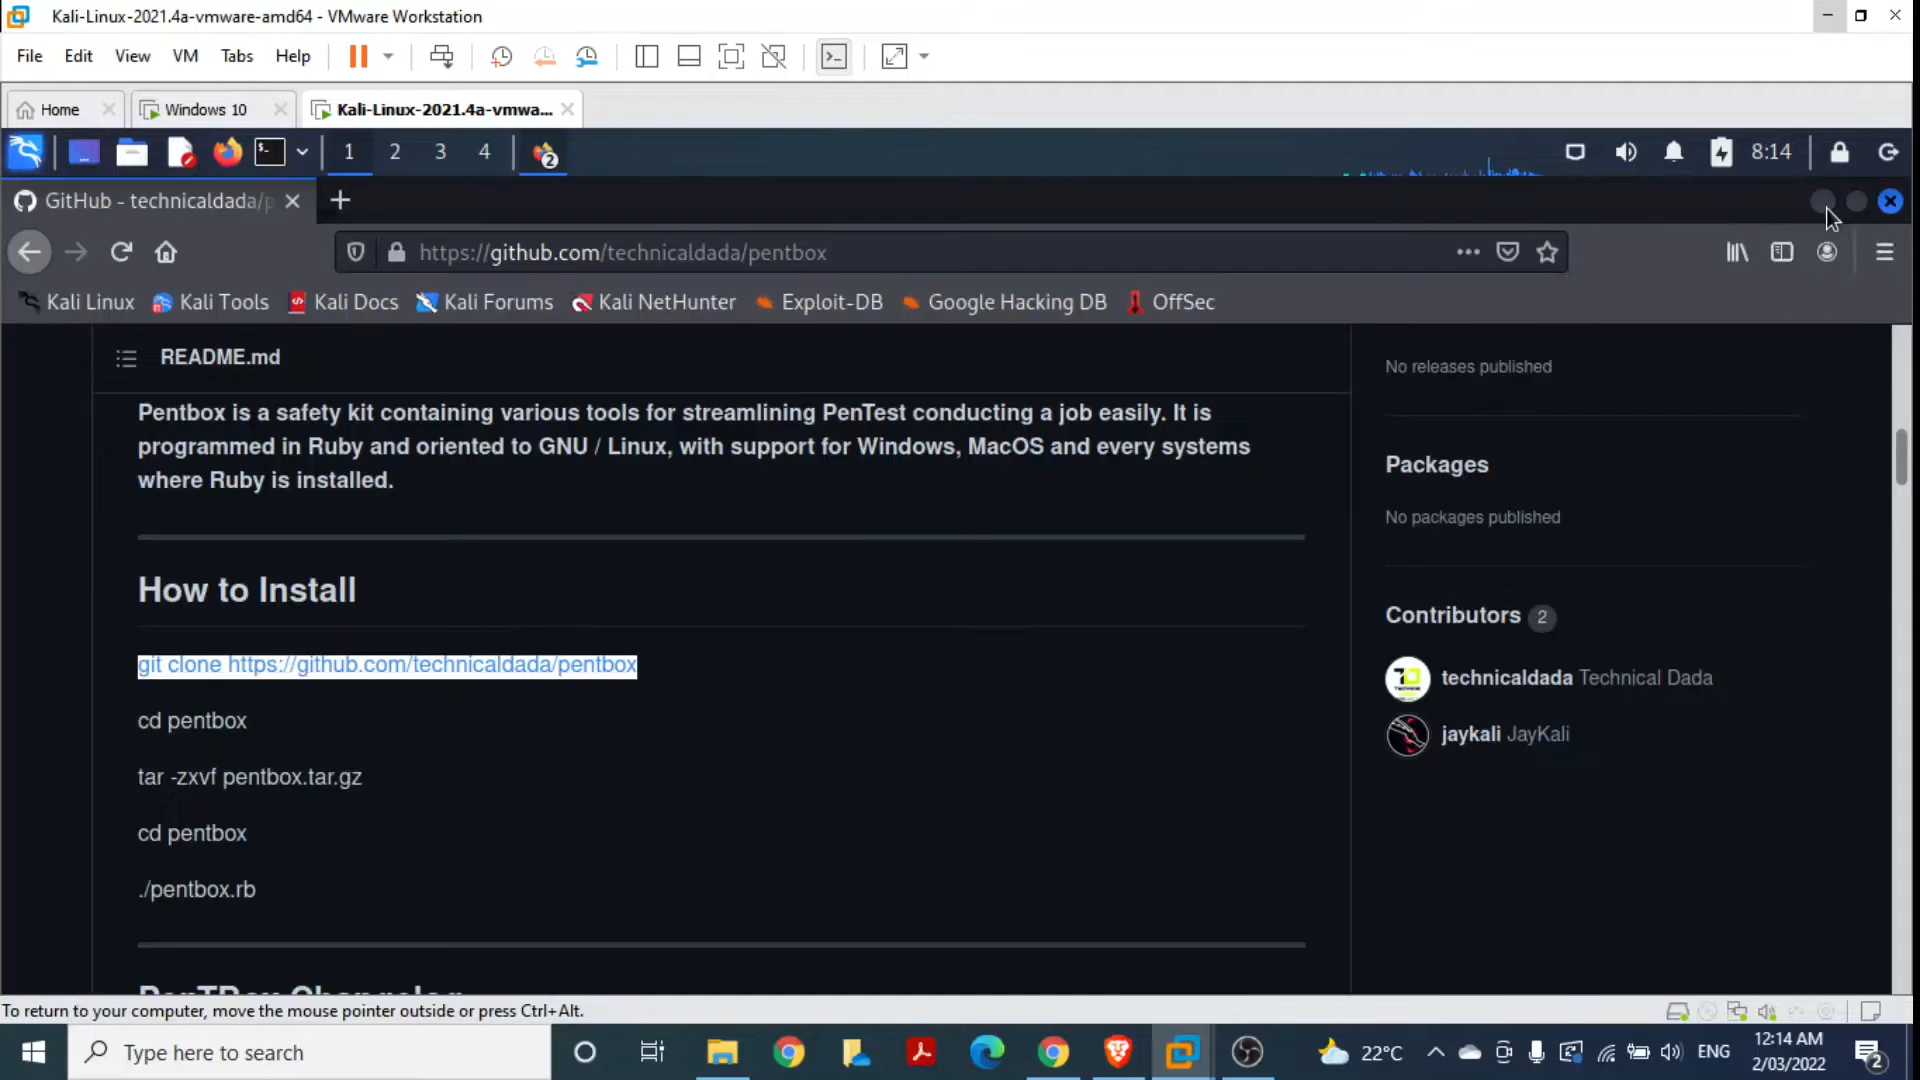 Kali-Linux-2021.4a-vmware-amd64 - VMware Workstation
File Edit View VM Tabs Help
Home Windows 10 Kali-Linux-2021.4a-vmwa...
1 2 3 4 2 8:14
GitHub - technicaldada/p
https://github.com/technicaldada/pentbox
Kali Linux Kali Tools Kali Docs Kali Forums Kali NetHunter Exploit-DB Google Hacking DB OffSec
README.md
No releases published
Pentbox is a safety kit containing various tools for streamlining PenTest conducting a job easily. It is
programmed in Ruby and oriented to GNU / Linux, with support for Windows, MacOS and every systems
where Ruby is installed.
Packages
No packages published
How to Install
Contributors 2
git clone https://github.com/technicaldada/pentbox
technicaldada Technical Dada
cd pentbox
jaykali JayKali
tar -zxvf pentbox.tar.gz
cd pentbox
./pentbox.rb
PenTBox Changelog
To return to your computer, move the mouse pointer outside or press Ctrl+Alt.
Type here to search
22°C ENG
12:14 AM
2/03/2022
2